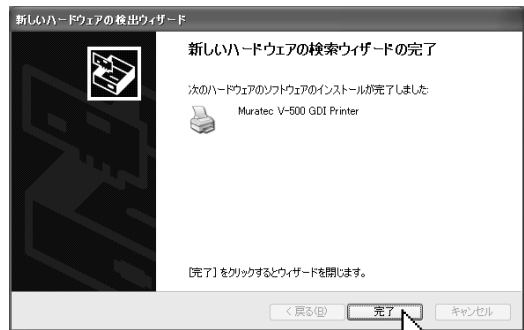 新しいハードウェアの検出ウィザード
新しいハードウェアの検索ウィザードの完了
次のハードウェアのソフトウェアのインストールが完了しました:
Muratec V-500 GDI Printer
[完了] をクリックするとウィザードを閉じます。
< 戻る(B)
完了
キャンセル